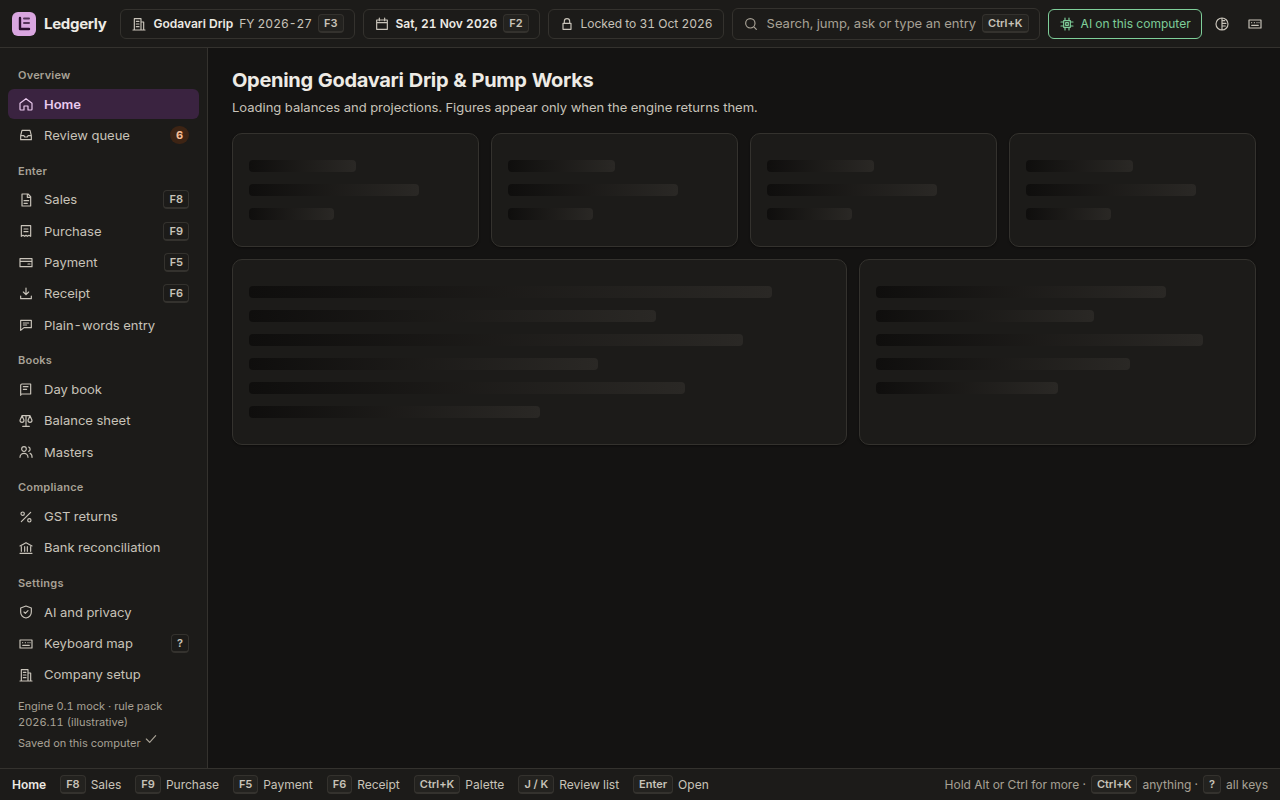 Ledgerly
Godavari Drip FY 2026-27 F3
Sat, 21 Nov 2026 F2
Locked to 31 Oct 2026
Search, jump, ask or type an entry Ctrl+K
AI on this computer
Overview
Home
Review queue 6
Enter
Sales F8
Purchase F9
Payment F5
Receipt F6
Plain-words entry
Books
Day book
Balance sheet
Masters
Compliance
GST returns
Bank reconciliation
Settings
AI and privacy
Keyboard map ?
Company setup
Engine 0.1 mock · rule pack
2026.11 (illustrative)
Saved on this computer
Opening Godavari Drip & Pump Works
Loading balances and projections. Figures appear only when the engine returns them.
Home F8 Sales F9 Purchase F5 Payment F6 Receipt Ctrl+K Palette J / K Review list Enter Open
Hold Alt or Ctrl for more · Ctrl+K anything · ? all keys